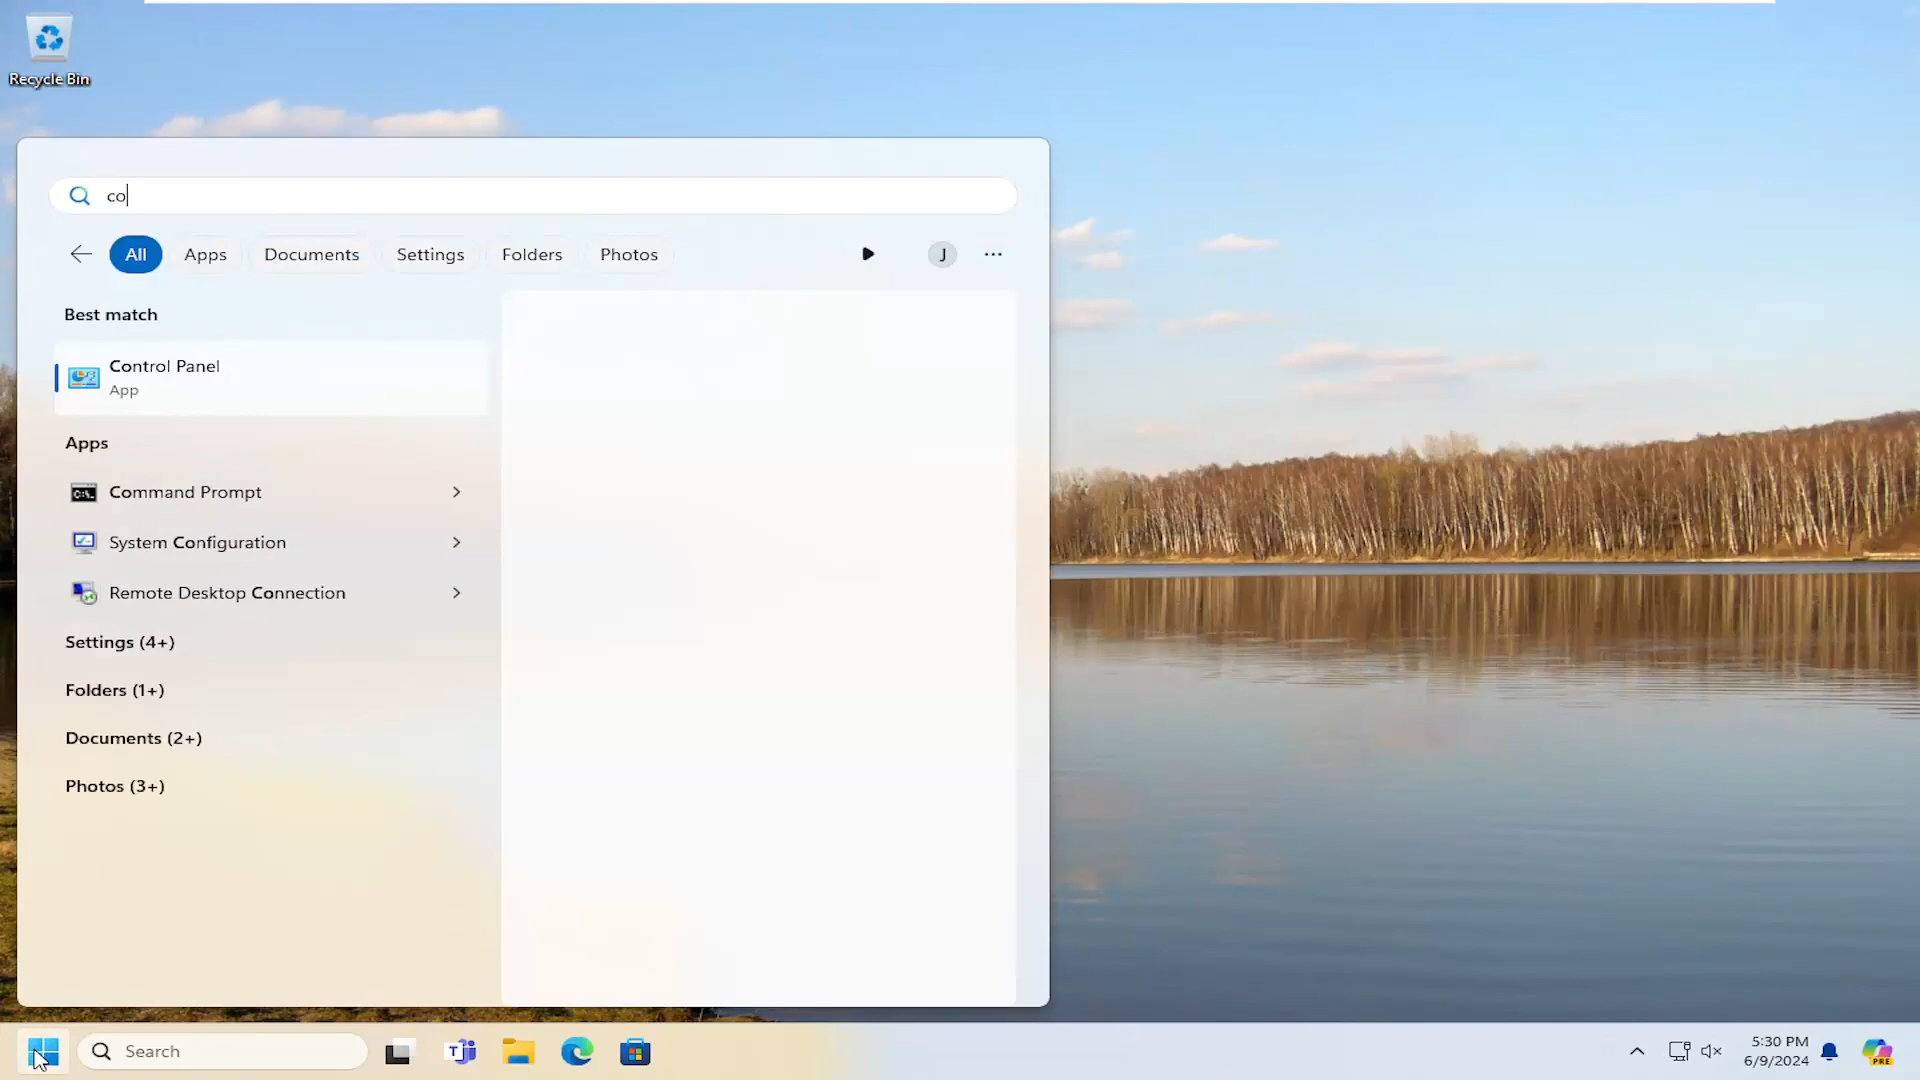 Recycle Bin
co
All
Apps
Documents
Settings
Folders
Photos
J
Best match
Control Panel
App
Apps
Command Prompt
System Configuration
Remote Desktop Connection
Settings (4+)
Folders (1+)
Documents (2+)
Photos (3+)
Search
5:30 PM
6/9/2024
PRE